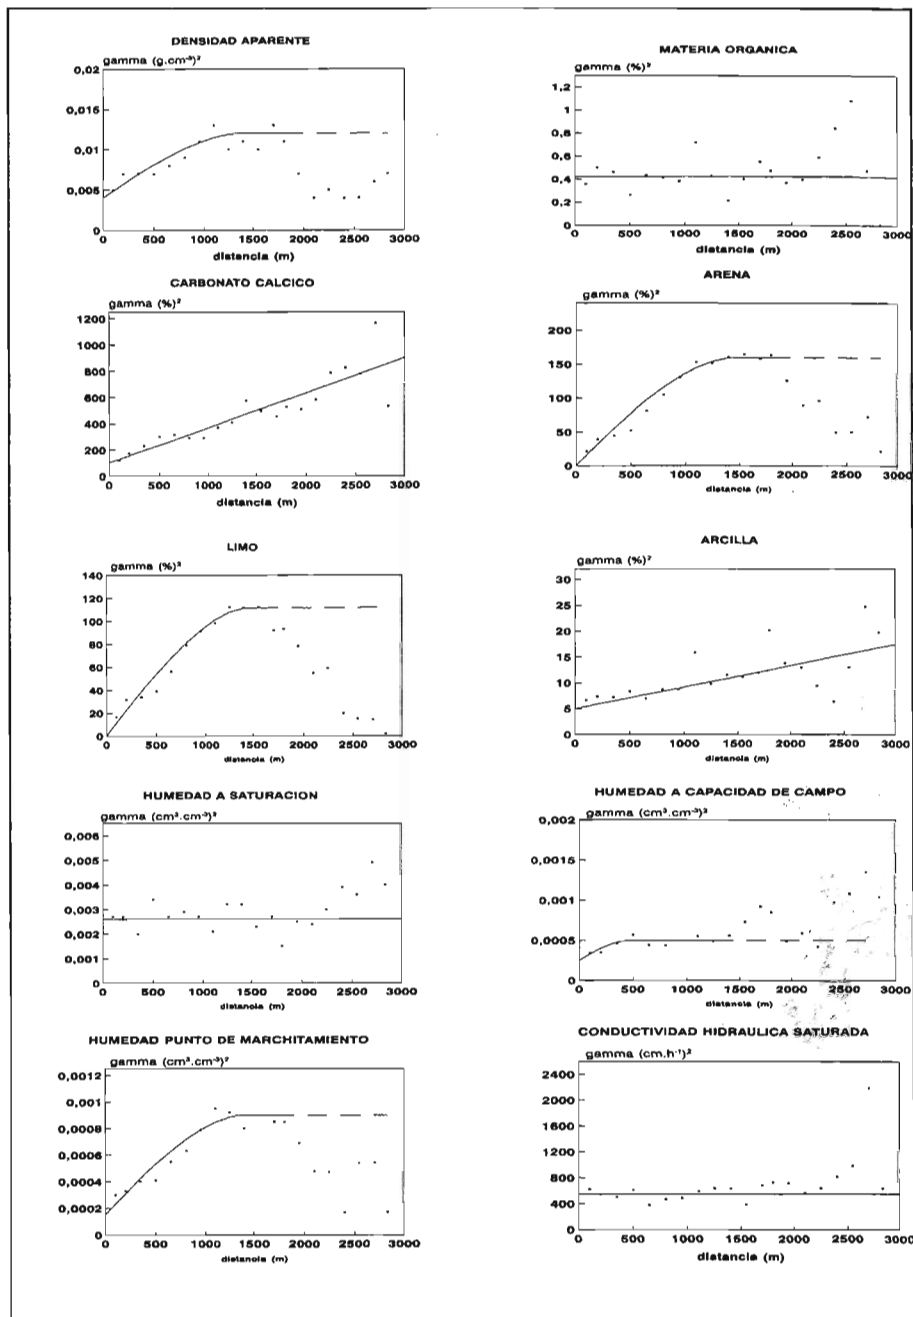 DENSIDAD APARENTE
gamma (g.cm⁻³)²
0,02
0,015
0,01
0,005
0
0 500 1000 1500 2000 2500 3000
distancia (m)
MATERIA ORGANICA
gamma (%)²
1,2
1
0,8
0,6
0,4
0,2
0
0 500 1000 1500 2000 2500 3000
distancia (m)
CARBONATO CALCICO
gamma (%)²
1200
1000
800
600
400
200
0
0 500 1000 1500 2000 2500 3000
distancia (m)
ARENA
gamma (%)²
200
150
100
50
0
0 500 1000 1500 2000 2500 3000
distancia (m)
LIMO
gamma (%)²
140
120
100
80
60
40
20
0
0 500 1000 1500 2000 2500 3000
distancia (m)
ARCILLA
gamma (%)²
30
25
20
15
10
5
0
0 500 1000 1500 2000 2500 3000
distancia (m)
HUMEDAD A SATURACION
gamma (cm³.cm⁻³)²
0,006
0,005
0,004
0,003
0,002
0,001
0
0 500 1000 1500 2000 2500 3000
distancia (m)
HUMEDAD A CAPACIDAD DE CAMPO
gamma (cm³.cm⁻³)²
0,002
0,0015
0,001
0,0005
0
0 500 1000 1500 2000 2500 3000
distancia (m)
HUMEDAD PUNTO DE MARCHITAMIENTO
gamma (cm³.cm⁻³)²
0,0012
0,001
0,0008
0,0006
0,0004
0,0002
0
0 500 1000 1500 2000 2500 3000
distancia (m)
CONDUCTIVIDAD HIDRAULICA SATURADA
gamma (cm.h⁻¹)²
2400
2000
1600
1200
800
400
0
0 500 1000 1500 2000 2500 3000
distancia (m)